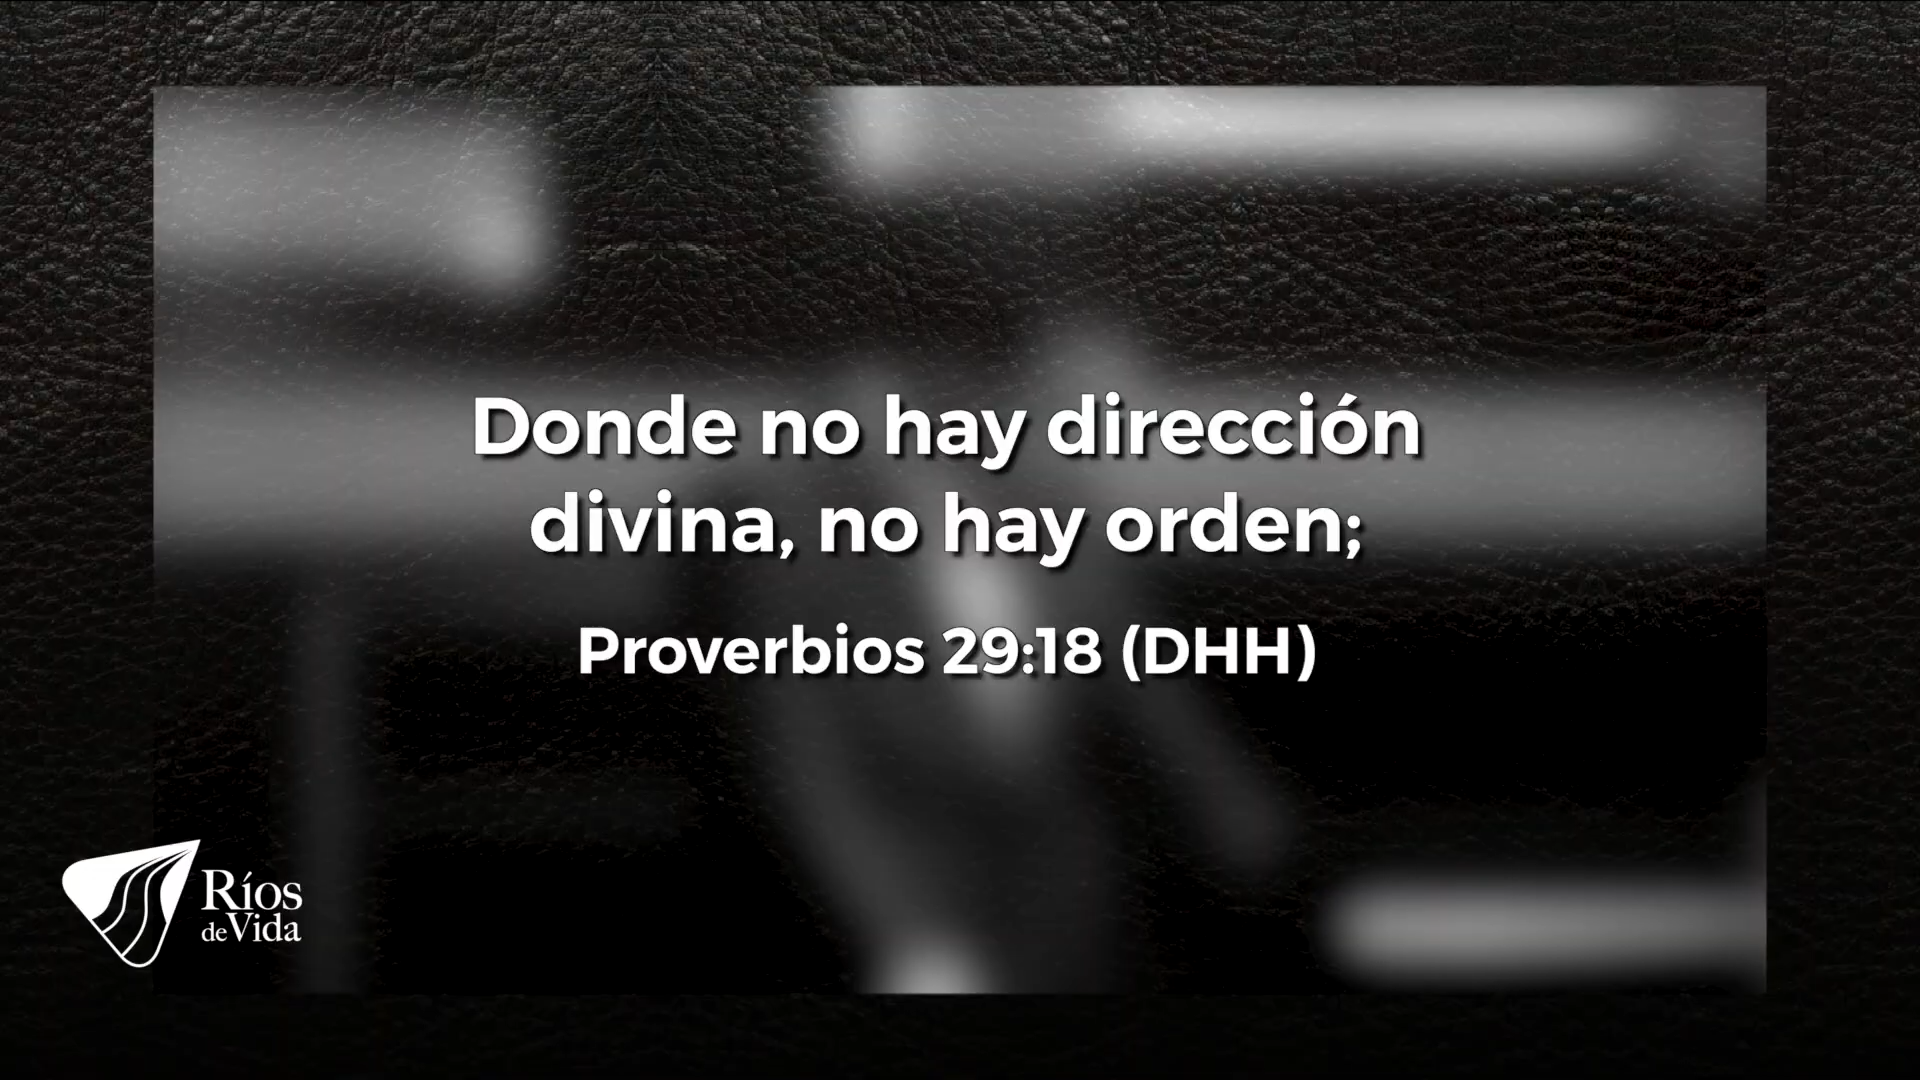 Donde no hay dirección
divina, no hay orden;
Proverbios 29:18 (DHH)
Ríos
de Vida